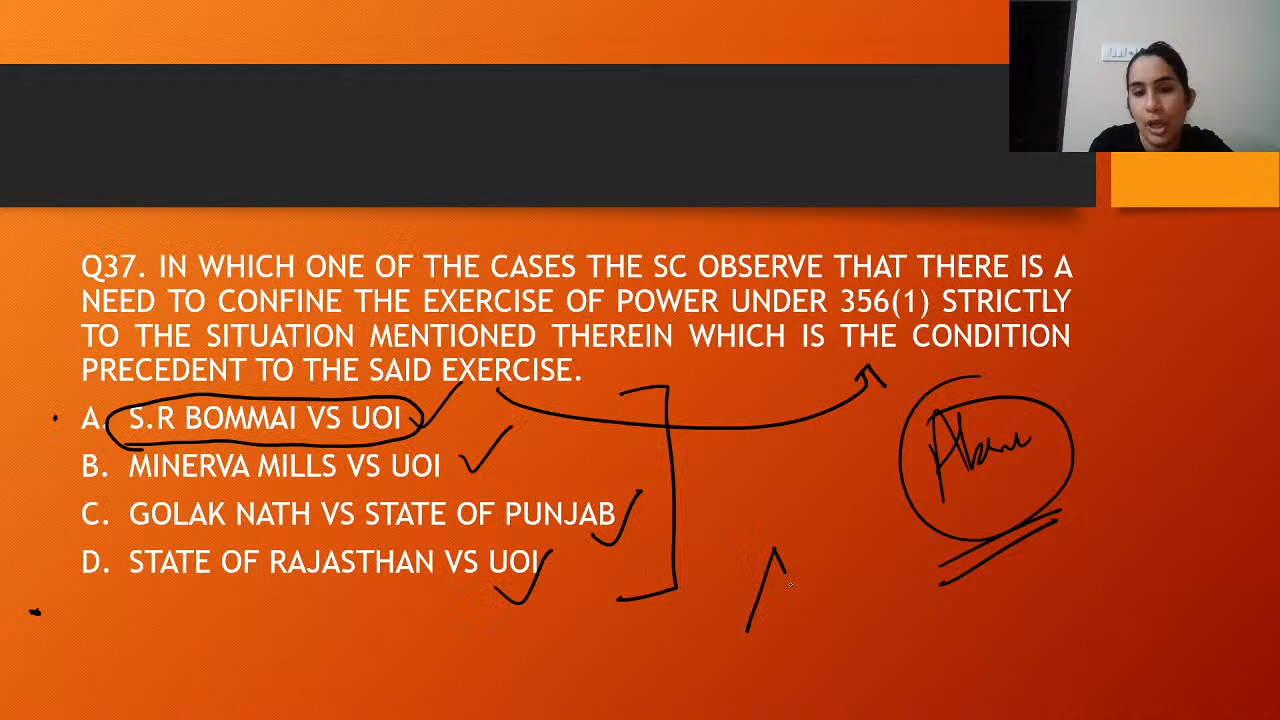 Q37. IN WHICH ONE OF THE CASES THE SC OBSERVE THAT THERE IS A
NEED TO CONFINE THE EXERCISE OF POWER UNDER 356(1) STRICTLY
TO THE SITUATION MENTIONED THEREIN WHICH IS THE CONDITION
PRECEDENT TO THE SAID EXERCISE.
A. S.R BOMMAI VS UOI
B. MINERVA MILLS VS UOI
C. GOLAK NATH VS STATE OF PUNJAB
D. STATE OF RAJASTHAN VS UOI